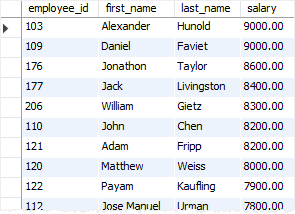 employee_id first_name last_name salary
103 Alexander Hunold 9000.00
109 Daniel Faviet 9000.00
176 Jonathon Taylor 8600.00
177 Jack Livingston 8400.00
206 William Gietz 8300.00
110 John Chen 8200.00
121 Adam Fripp 8200.00
120 Matthew Weiss 8000.00
122 Payam Kaufling 7900.00
112 Jose Manuel Urman 7800.00